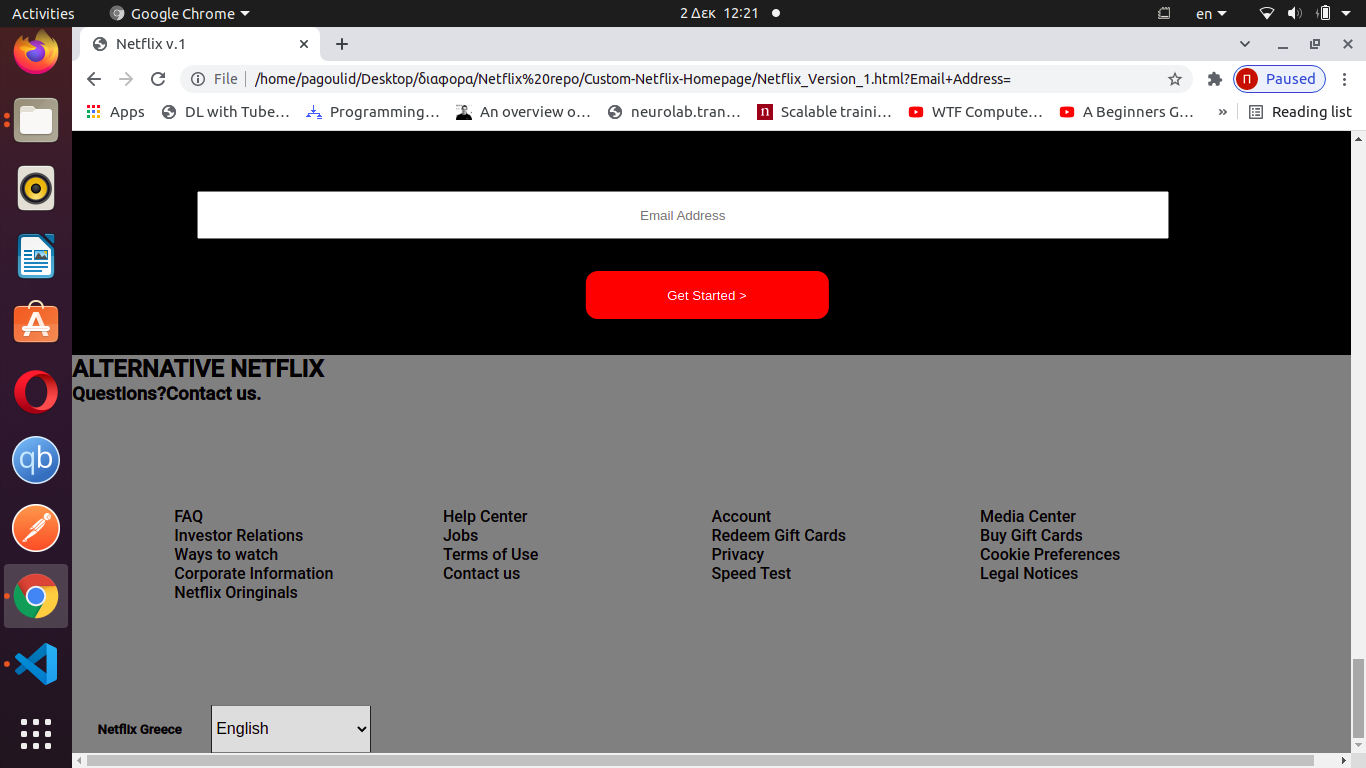 Activities Google Chrome 2 Δεκ 12:21 en
Netflix v.1
File /home/pagoulid/Desktop/διαφορα/Netflix%20repo/Custom-Netflix-Homepage/Netflix_Version_1.html?Email+Address= Π Paused
Apps DL with Tube… Programming… An overview o… neurolab.tran… n Scalable traini… WTF Compute… A Beginners G… » Reading list
Email Address
Get Started >
ALTERNATIVE NETFLIX
Questions?Contact us.
FAQ Help Center Account Media Center
Investor Relations Jobs Redeem Gift Cards Buy Gift Cards
Ways to watch Terms of Use Privacy Cookie Preferences
Corporate Information Contact us Speed Test Legal Notices
Netflix Oringinals
qb
Netflix Greece English